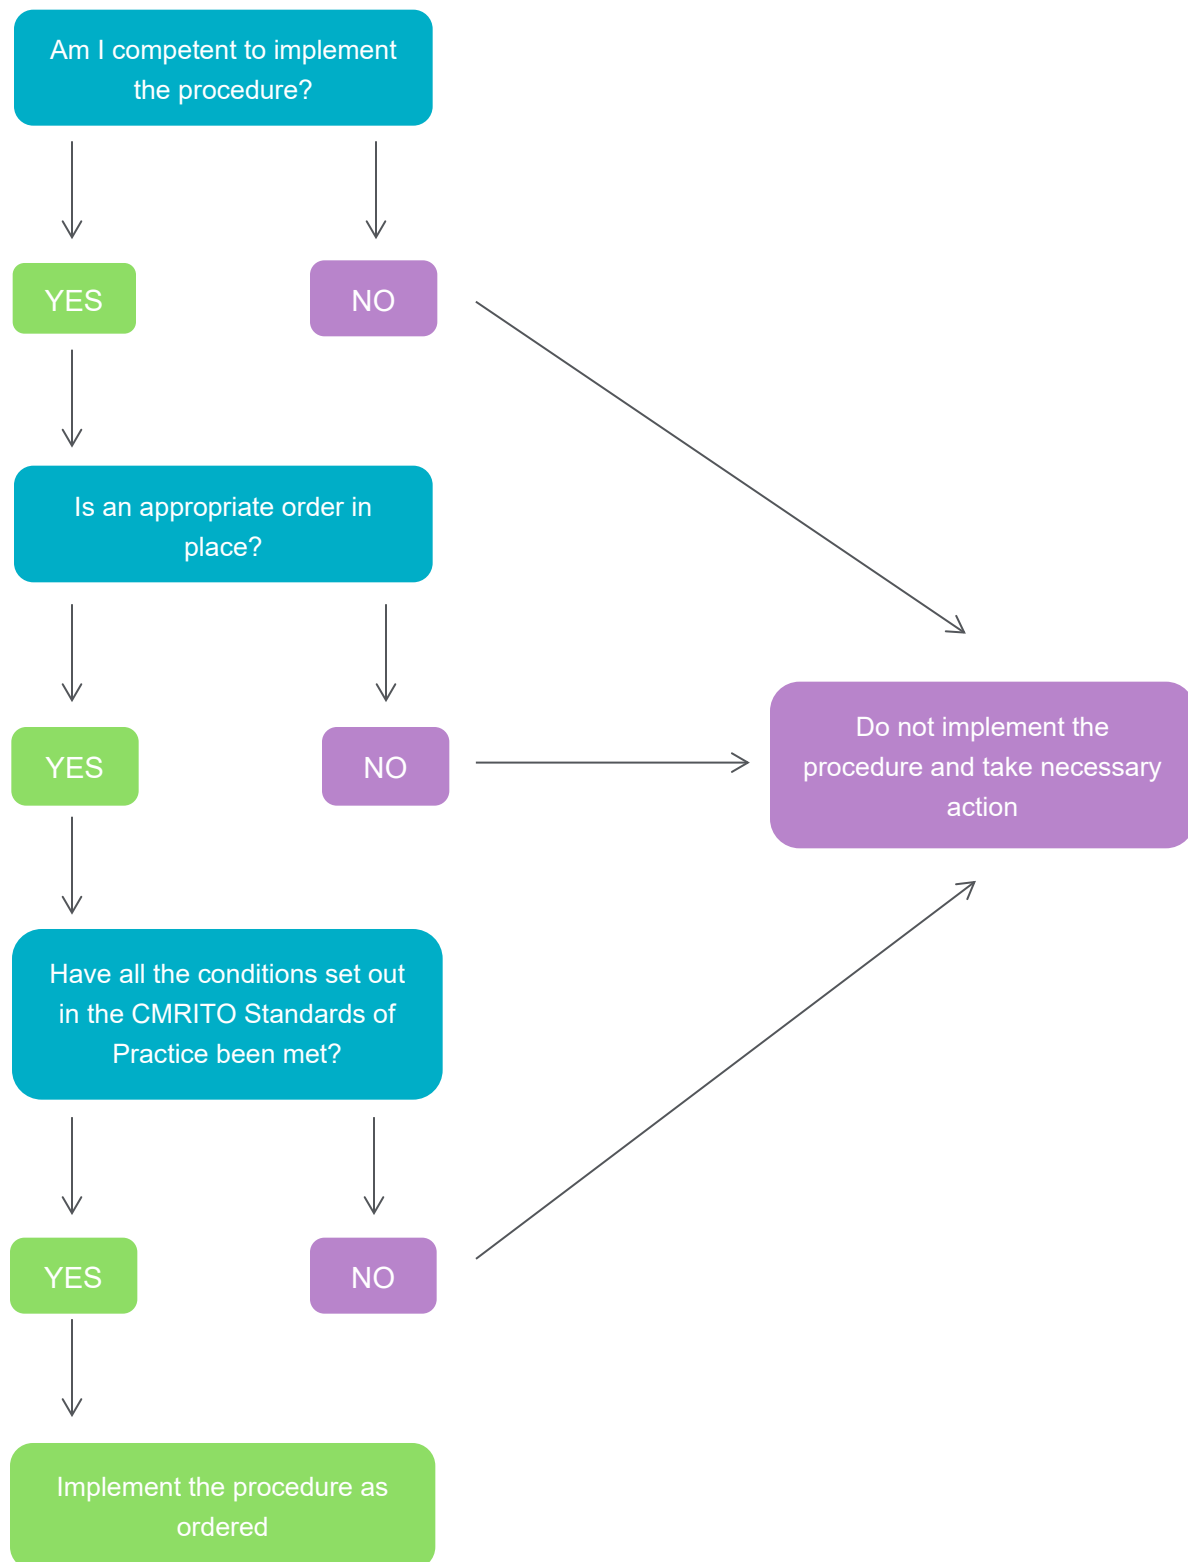 Am I competent to implement
the procedure?
YES
NO
Is an appropriate order in
place?
YES
NO
Do not implement the
procedure and take necessary
action
Have all the conditions set out
in the CMRITO Standards of
Practice been met?
YES
NO
Implement the procedure as
ordered